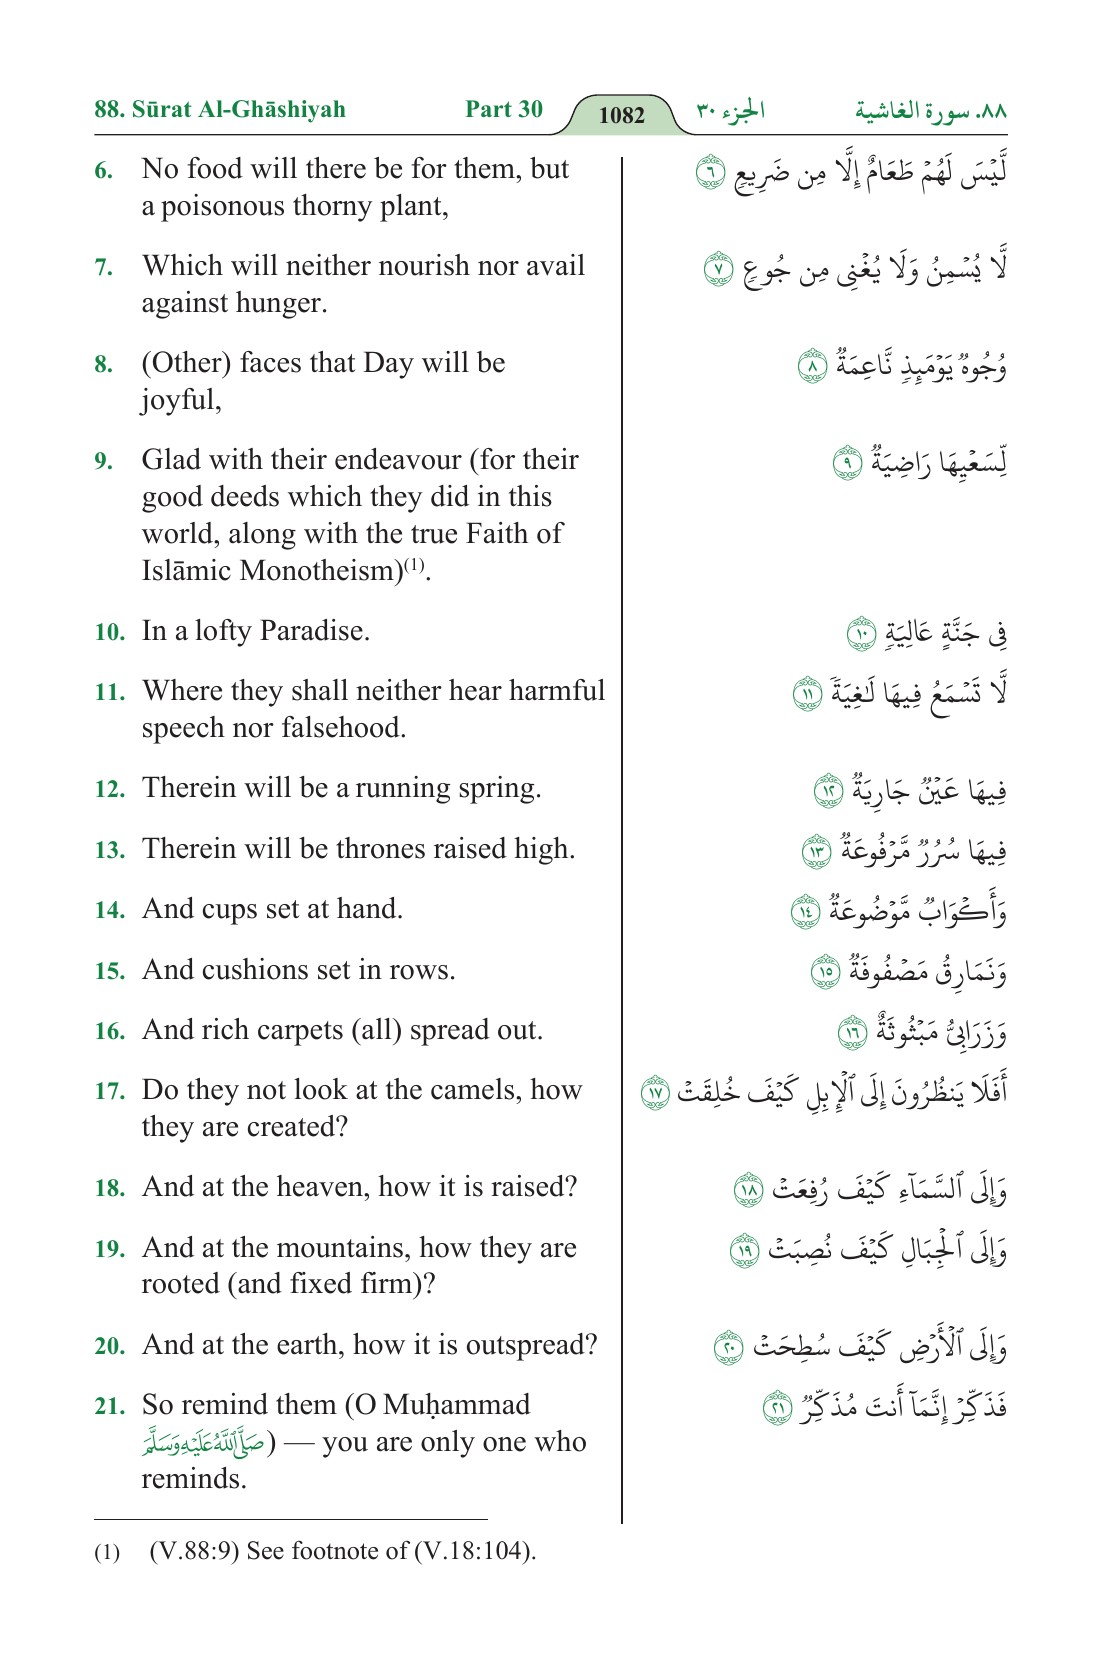 88. Sūrat Al-Ghāshiyah Part 30 1082 الجزء ٣٠ ٨٨. سورة الغاشية
6. No food will there be for them, but
a poisonous thorny plant,
لَّيْسَ لَهُمْ طَعَامٌ إِلَّا مِن ضَرِيعٍ ٦
7. Which will neither nourish nor avail
against hunger.
لَّا يُسْمِنُ وَلَا يُغْنِى مِن جُوعٍ ٧
8. (Other) faces that Day will be
joyful,
وُجُوهٌ يَوْمَئِذٍ نَّاعِمَةٌ ٨
9. Glad with their endeavour (for their
good deeds which they did in this
world, along with the true Faith of
Islāmic Monotheism)(1).
لِّسَعْيِهَا رَاضِيَةٌ ٩
10. In a lofty Paradise.
فِى جَنَّةٍ عَالِيَةٍ ١٠
11. Where they shall neither hear harmful
speech nor falsehood.
لَّا تَسْمَعُ فِيهَا لَٰغِيَةً ١١
12. Therein will be a running spring.
فِيهَا عَيْنٌ جَارِيَةٌ ١٢
13. Therein will be thrones raised high.
فِيهَا سُرُرٌ مَّرْفُوعَةٌ ١٣
14. And cups set at hand.
وَأَكْوَابٌ مَّوْضُوعَةٌ ١٤
15. And cushions set in rows.
وَنَمَارِقُ مَصْفُوفَةٌ ١٥
16. And rich carpets (all) spread out.
وَزَرَابِىُّ مَبْثُوثَةٌ ١٦
17. Do they not look at the camels, how
they are created?
أَفَلَا يَنظُرُونَ إِلَى ٱلْإِبِلِ كَيْفَ خُلِقَتْ ١٧
18. And at the heaven, how it is raised?
وَإِلَى ٱلسَّمَآءِ كَيْفَ رُفِعَتْ ١٨
19. And at the mountains, how they are
rooted (and fixed firm)?
وَإِلَى ٱلْجِبَالِ كَيْفَ نُصِبَتْ ١٩
20. And at the earth, how it is outspread?
وَإِلَى ٱلْأَرْضِ كَيْفَ سُطِحَتْ ٢٠
21. So remind them (O Muḥammad
صَلَّى ٱللَّهُ عَلَيْهِ وَسَلَّمَ) — you are only one who
reminds.
فَذَكِّرْ إِنَّمَآ أَنتَ مُذَكِّرٌ ٢١
(1) (V.88:9) See footnote of (V.18:104).